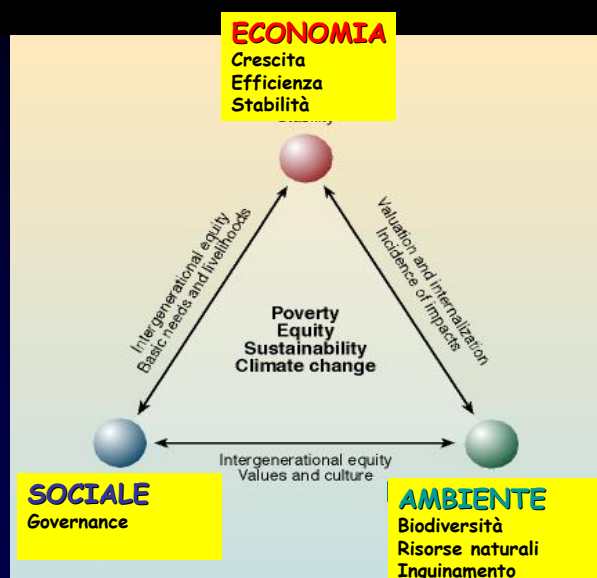 ECONOMIA
Crescita
Efficienza
Stabilità
Intergenerational equity
Basic needs and livelihoods
Valuation and internalization
Incidence of impacts
Poverty
Equity
Sustainability
Climate change
Intergenerational equity
Values and culture
SOCIALE
Governance
AMBIENTE
Biodiversità
Risorse naturali
Inquinamento